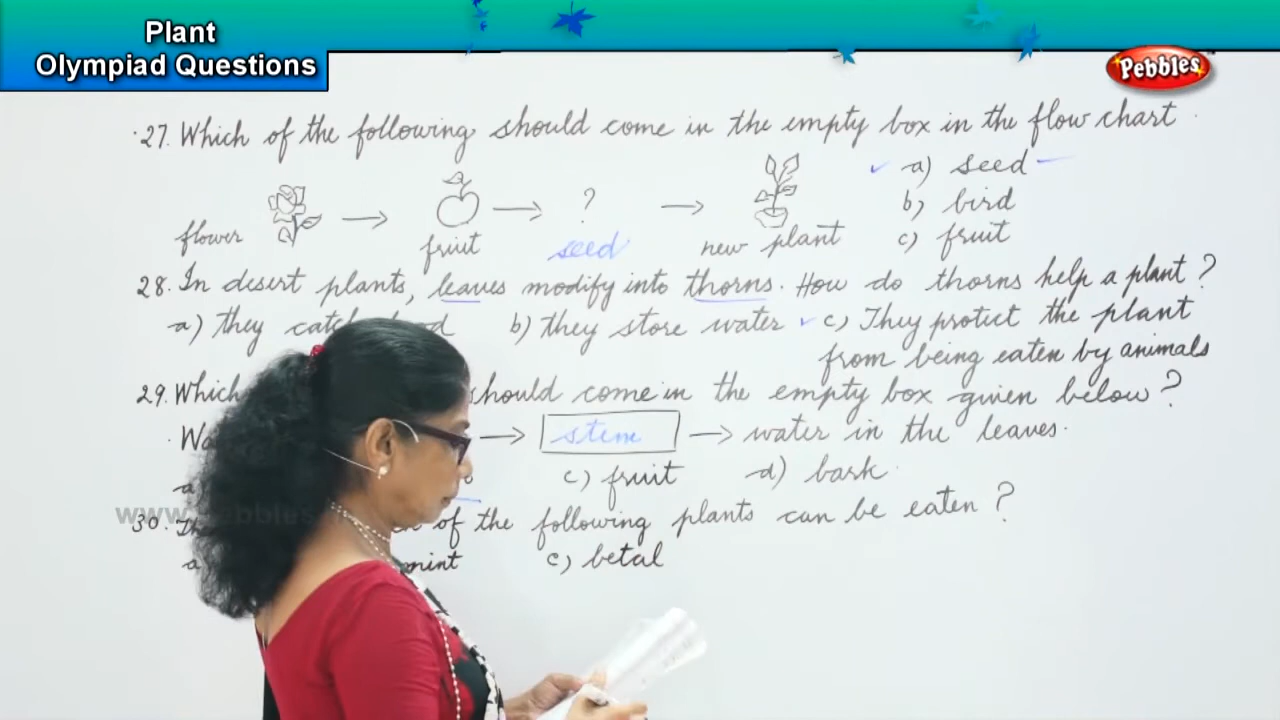 Plant
Olympiad Questions
Pebbles
27. Which of the following should come in the empty box in the flow chart
a) seed
b) bird
?
flower
fruit
seed
new plant
c) fruit
28. In desert plants, leaves modify into thorns. How do thorns help a plant?
a) they catch b) they store water c) They protect the plant
from being eaten by animals
29. Which should come in the empty box given below?
stem water in the leaves.
c) fruit d) bark
www.
30. of the following plants can be eaten?
mint c) betal